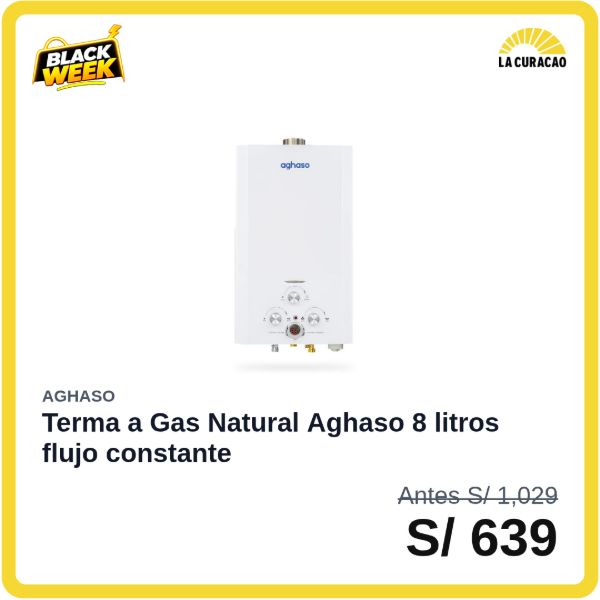 BLACK
WEEK
LA CURACAO
aghaso
AGHASO
Terma a Gas Natural Aghaso 8 litros
flujo constante
Antes S/ 1,029
S/ 639